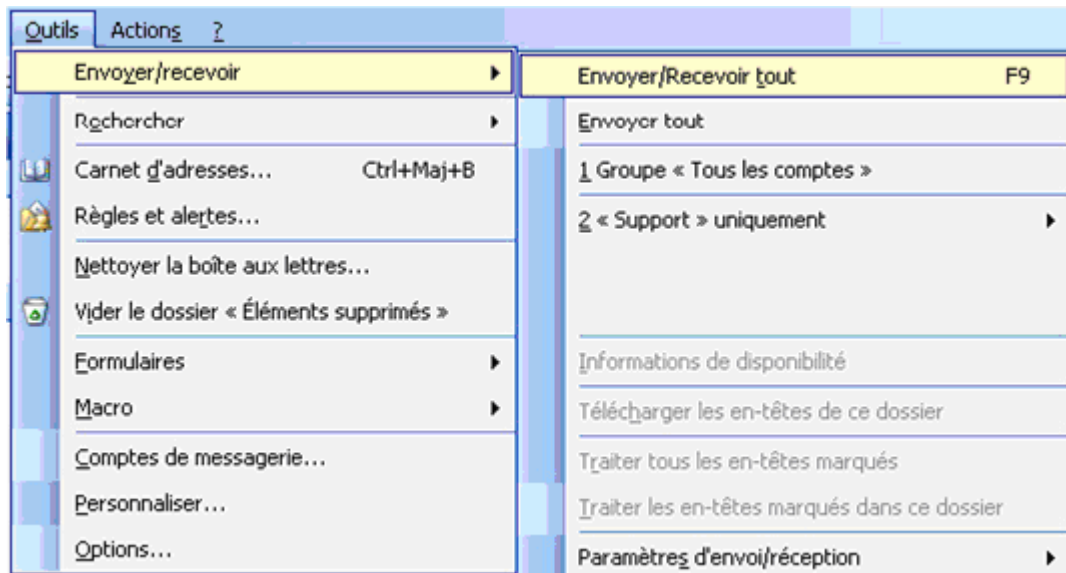 Outils Actions ?
Envoyer/recevoir
Rechercher
Carnet d'adresses... Ctrl+Maj+B
Règles et alertes...
Nettoyer la boîte aux lettres...
Vider le dossier « Éléments supprimés »
Formulaires
Macro
Comptes de messagerie...
Personnaliser...
Options...
Envoyer/Recevoir tout F9
Envoyer tout
1 Groupe « Tous les comptes »
2 « Support » uniquement
Informations de disponibilité
Télécharger les en-têtes de ce dossier
Traiter tous les en-têtes marqués
Traiter les en-têtes marqués dans ce dossier
Paramètres d'envoi/réception